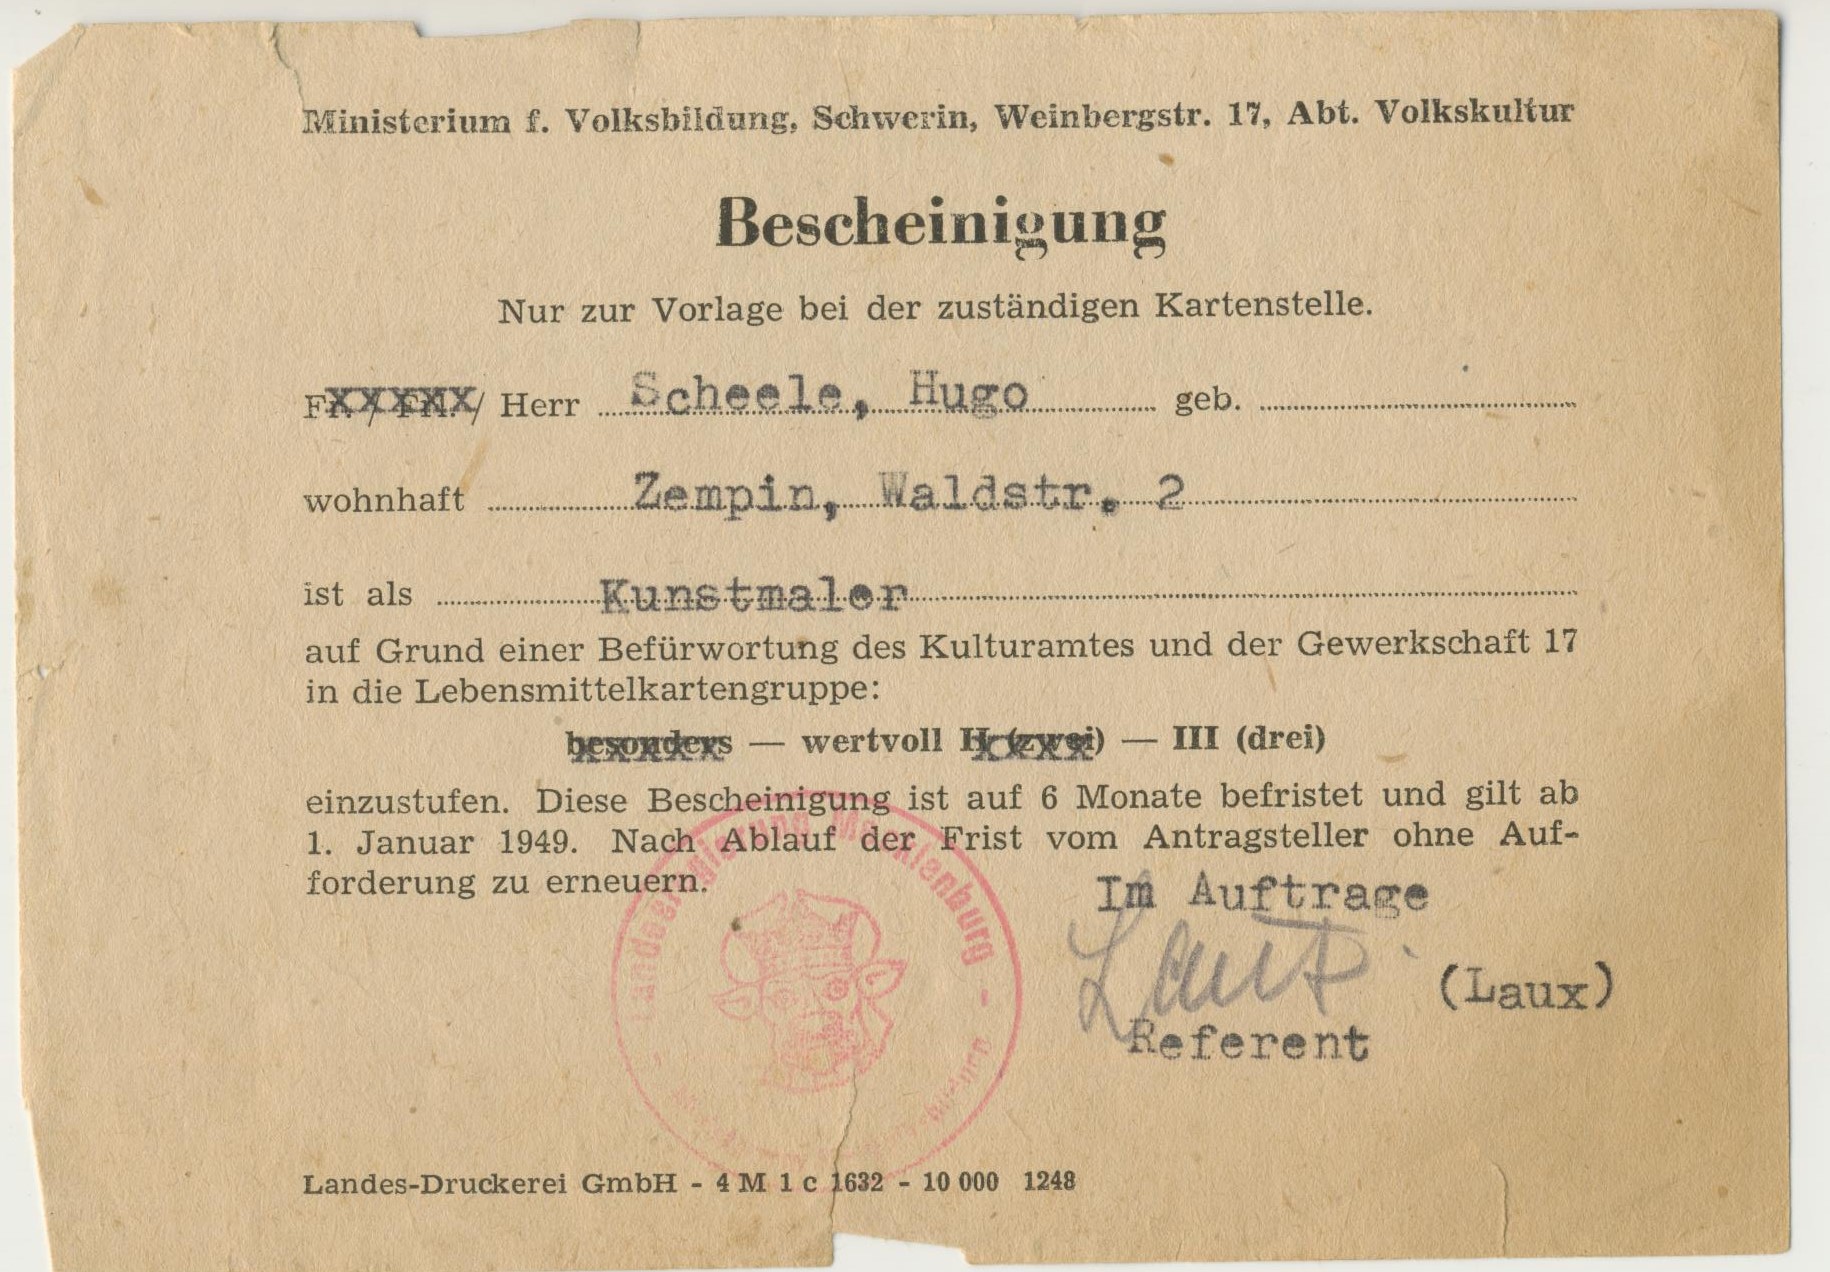 Ministerium f. Volksbildung, Schwerin, Weinbergstr. 17, Abt. Volkskultur
Bescheinigung
Nur zur Vorlage bei der zuständigen Kartenstelle.
Fr. / Frl. / Herr Scheele, Hugo geb.
wohnhaft Zempin, Waldstr. 2
ist als Kunstmaler
auf Grund einer Befürwortung des Kulturamtes und der Gewerkschaft 17
in die Lebensmittelkartengruppe:
besonders — wertvoll II (zwei) — III (drei)
einzustufen. Diese Bescheinigung ist auf 6 Monate befristet und gilt ab
1. Januar 1949. Nach Ablauf der Frist vom Antragsteller ohne Auf-
forderung zu erneuern.
Landesregierung Mecklenburg
Im Auftrage
Laux
(Laux)
Referent
Landes-Druckerei GmbH - 4 M 1 c 1632 - 10 000 1248